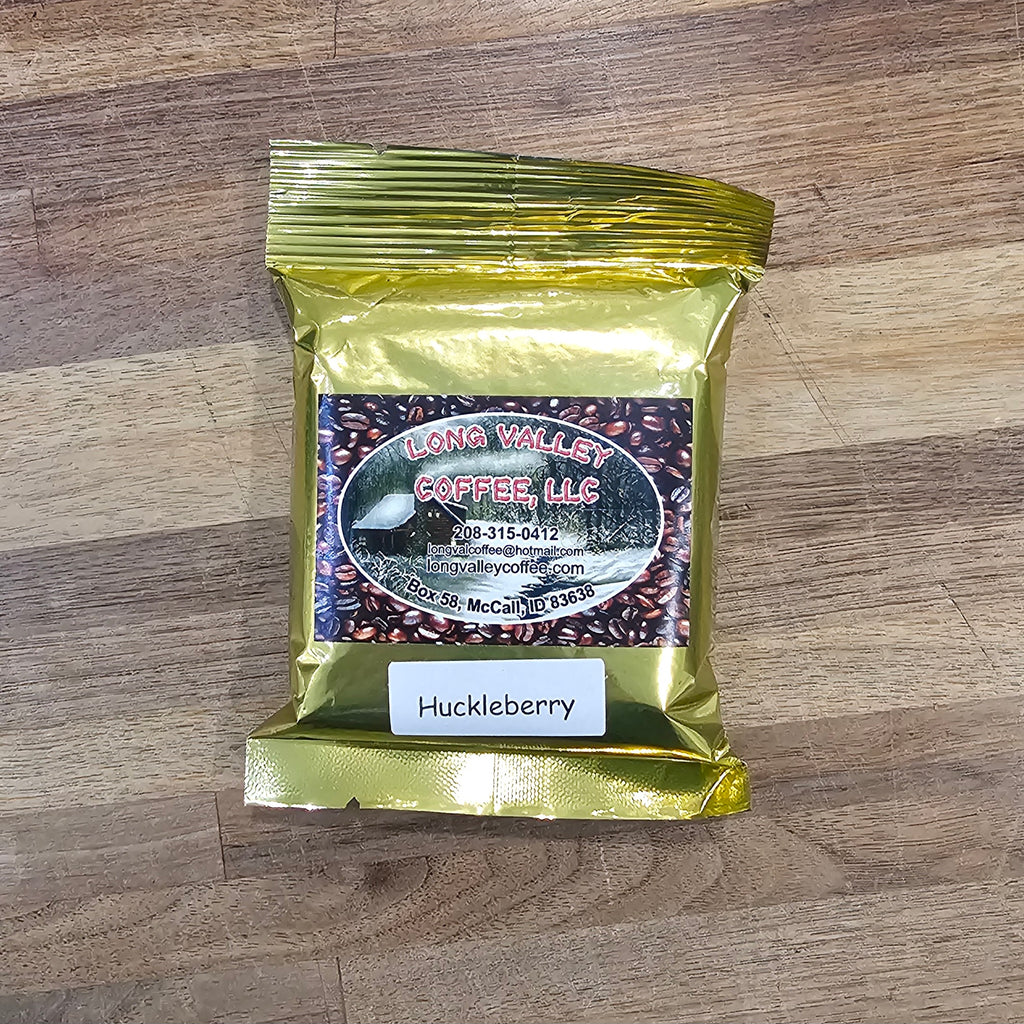 LONG VALLEY
COFFEE, LLC
208-315-0412
longvalcoffee@hotmail.com
longvalleycoffee.com
Box 58, McCall, ID 83638
Huckleberry